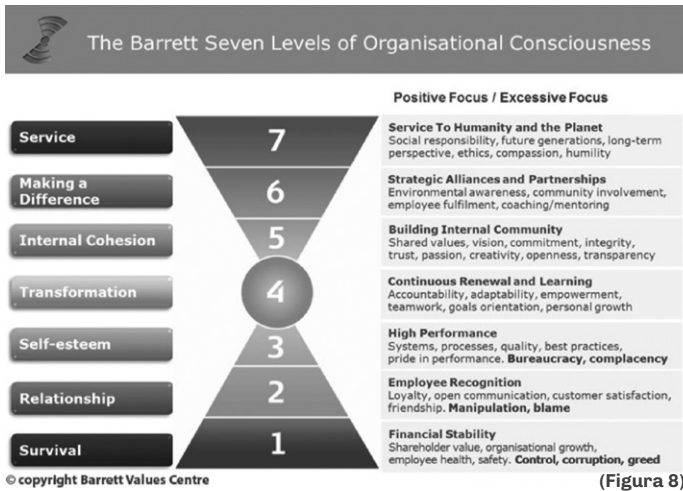 The Barrett Seven Levels of Organisational Consciousness
Positive Focus / Excessive Focus
Service
7
Service To Humanity and the Planet
Social responsibility, future generations, long-term
perspective, ethics, compassion, humility
Making a
Difference
6
Strategic Alliances and Partnerships
Environmental awareness, community involvement,
employee fulfilment, coaching/mentoring
Internal Cohesion
5
Building Internal Community
Shared values, vision, commitment, integrity,
trust, passion, creativity, openness, transparency
Transformation
4
Continuous Renewal and Learning
Accountability, adaptability, empowerment,
teamwork, goals orientation, personal growth
Self-esteem
3
High Performance
Systems, processes, quality, best practices,
pride in performance. Bureaucracy, complacency
Relationship
2
Employee Recognition
Loyalty, open communication, customer satisfaction,
friendship. Manipulation, blame
Survival
1
Financial Stability
Shareholder value, organisational growth,
employee health, safety. Control, corruption, greed
© copyright Barrett Values Centre
(Figura 8)